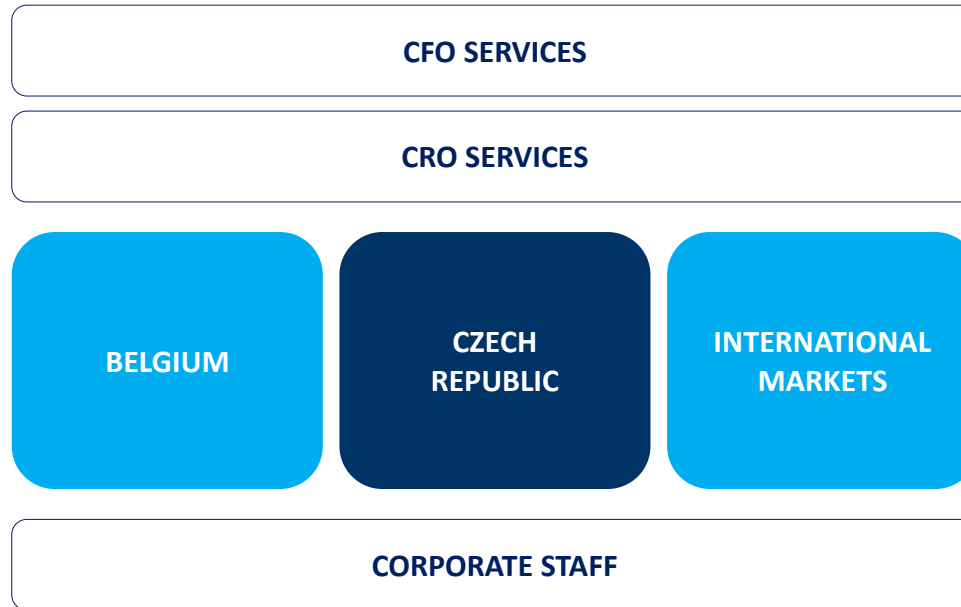 CFO SERVICES
CRO SERVICES
BELGIUM
CZECH
REPUBLIC
INTERNATIONAL
MARKETS
CORPORATE STAFF